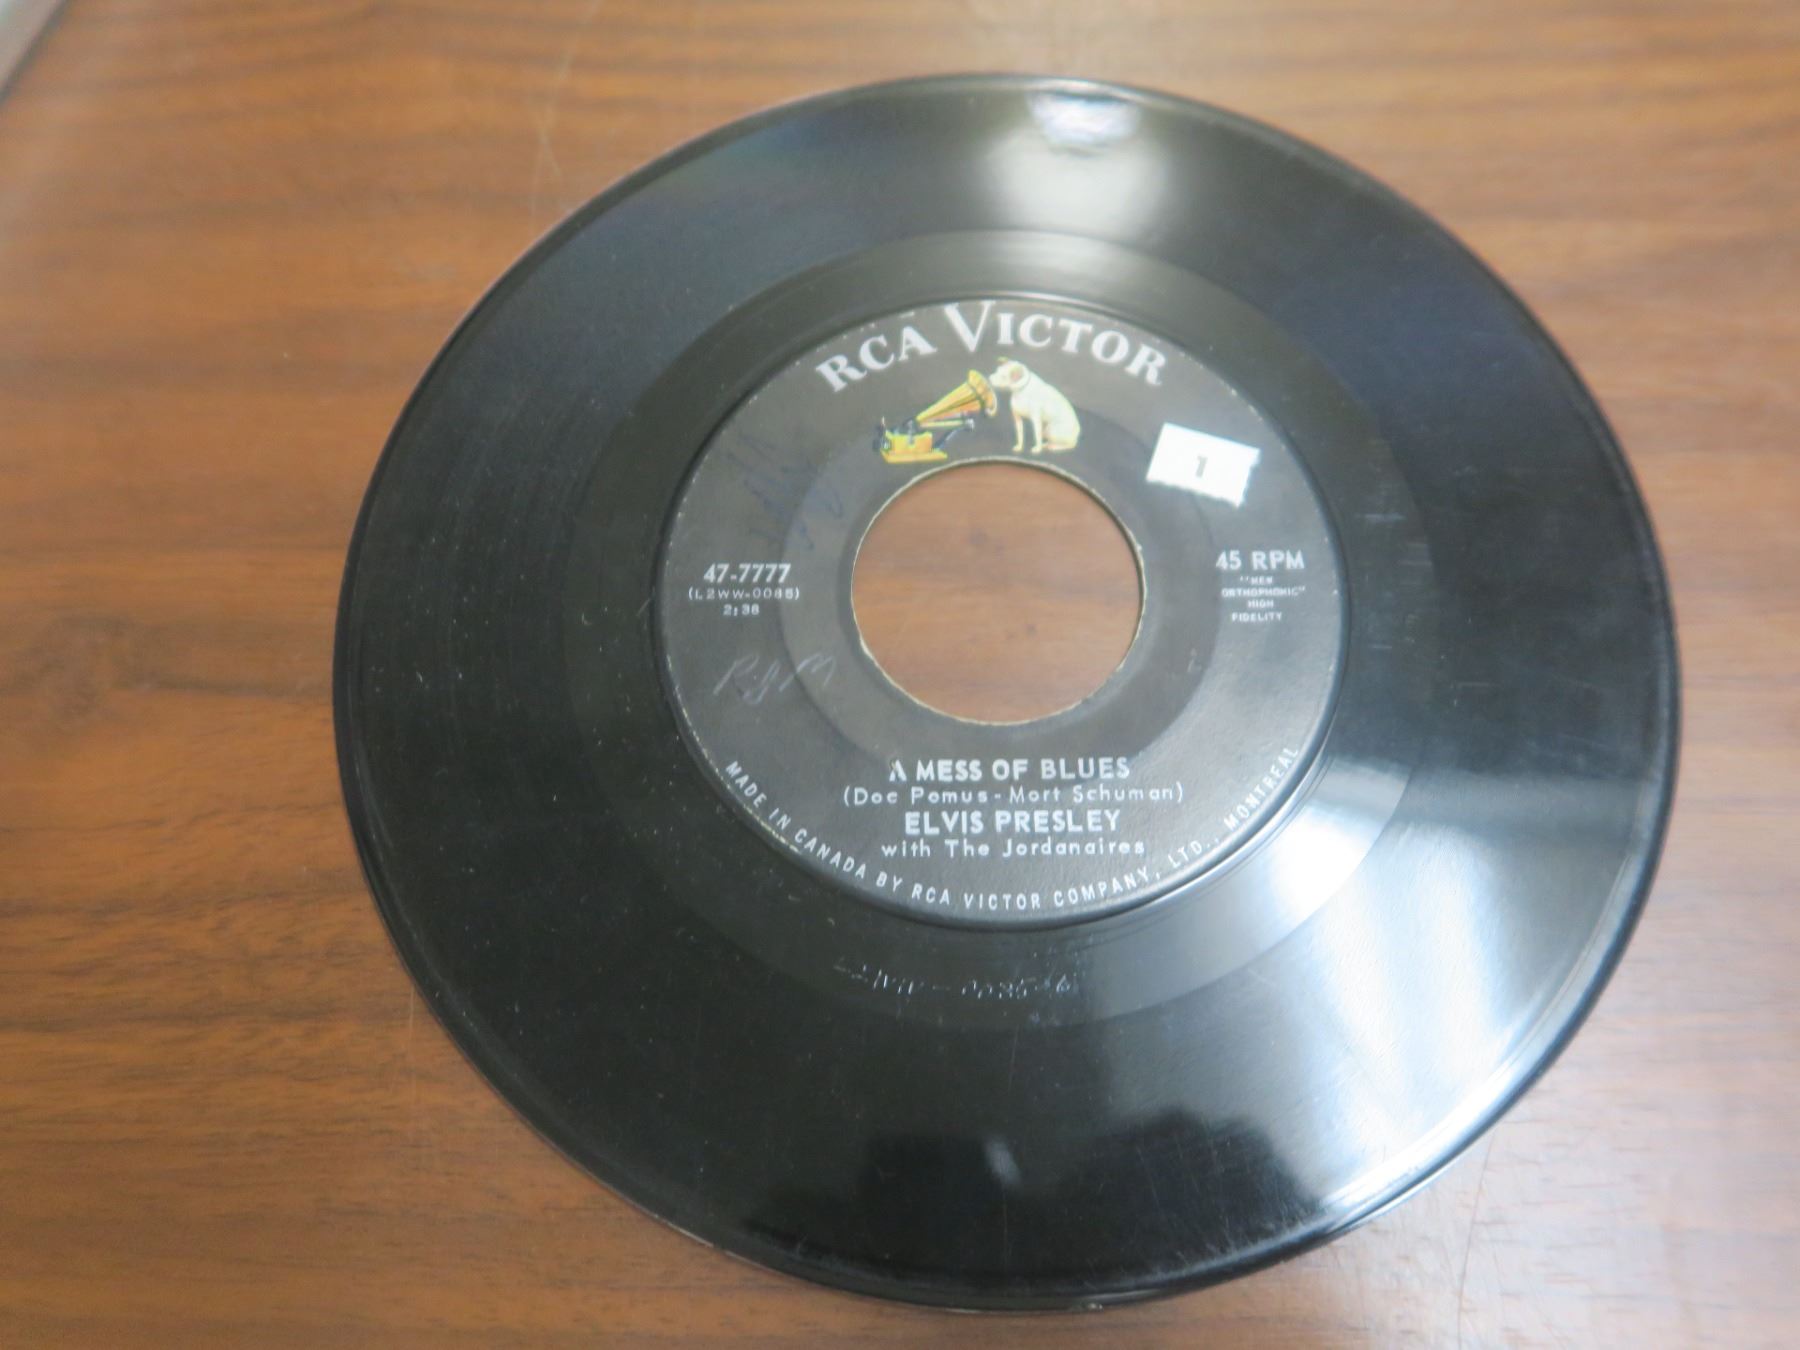 RCA VICTOR
1
47-7777
(L2WW-0085)
2:38
45 RPM
"NEW
ORTHOPHONIC"
HIGH
FIDELITY
A MESS OF BLUES
(Doc Pomus - Mort Schuman)
ELVIS PRESLEY
with The Jordanaires
MADE IN CANADA BY RCA VICTOR COMPANY, LTD., MONTREAL